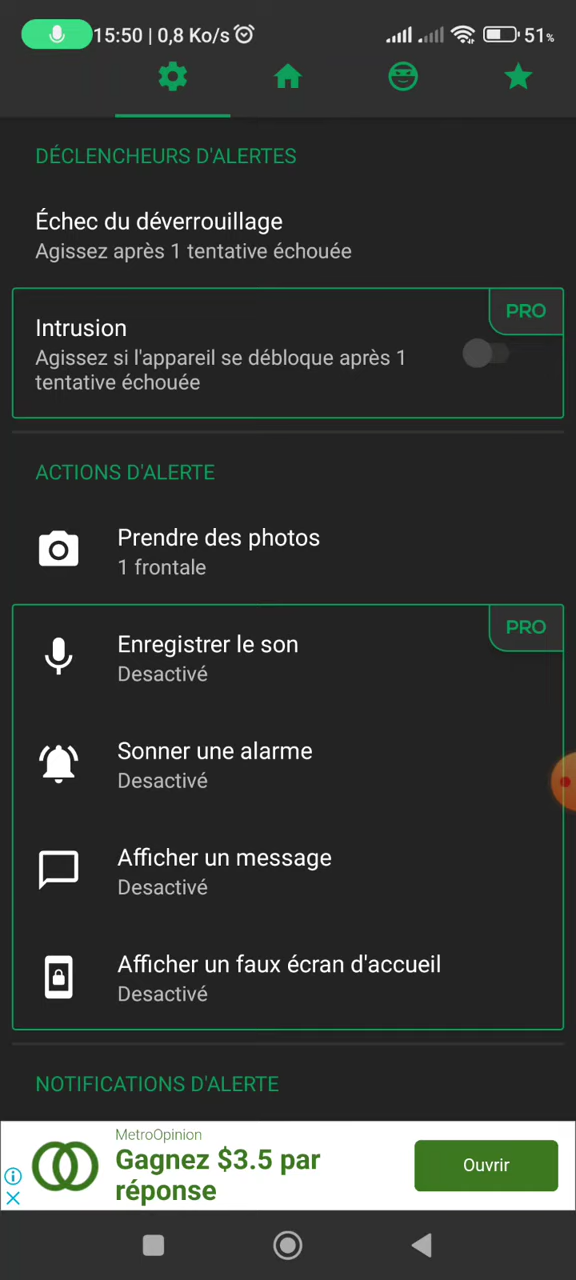 15:50 | 0,8 Ko/s
51%
DÉCLENCHEURS D'ALERTES
Échec du déverrouillage
Agissez après 1 tentative échouée
PRO
Intrusion
Agissez si l'appareil se débloque après 1
tentative échouée
ACTIONS D'ALERTE
Prendre des photos
1 frontale
PRO
Enregistrer le son
Desactivé
Sonner une alarme
Desactivé
Afficher un message
Desactivé
Afficher un faux écran d'accueil
Desactivé
NOTIFICATIONS D'ALERTE
MetroOpinion
Gagnez $3.5 par
réponse
Ouvrir